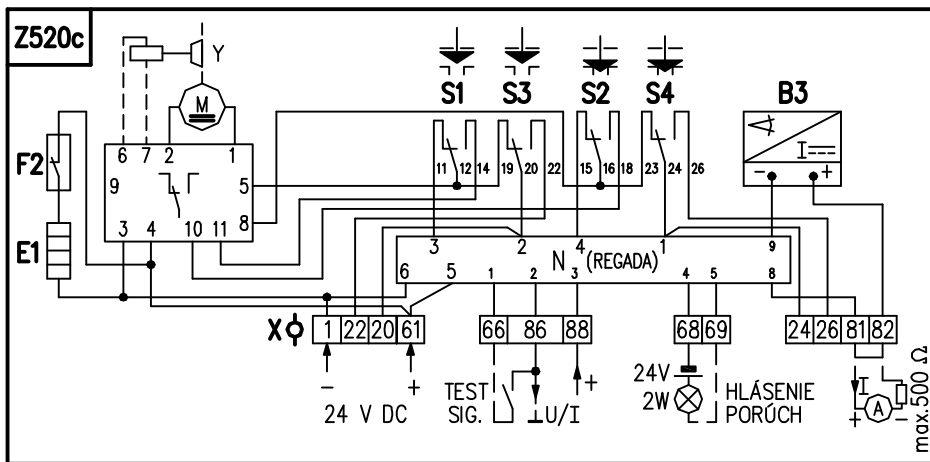 Z520c
Y
M
S1 S3 S2 S4 B3
F2
E1
6 7 2 1
9 5
8
3 4 10 11
11 12 14 19 20 22 15 16 18 23 24 26
I - +
3 2 4 1 9
N (REGADA)
6 5 1 2 3 4 5 8
X 1 22 20 61 66 86 88 68 69 24 26 81 82
- +
24 V DC
TEST
SIG.
U/I
+
24V
2W
HLÁSENIE
PORÚCH
I
+ A -
max.500 Ω